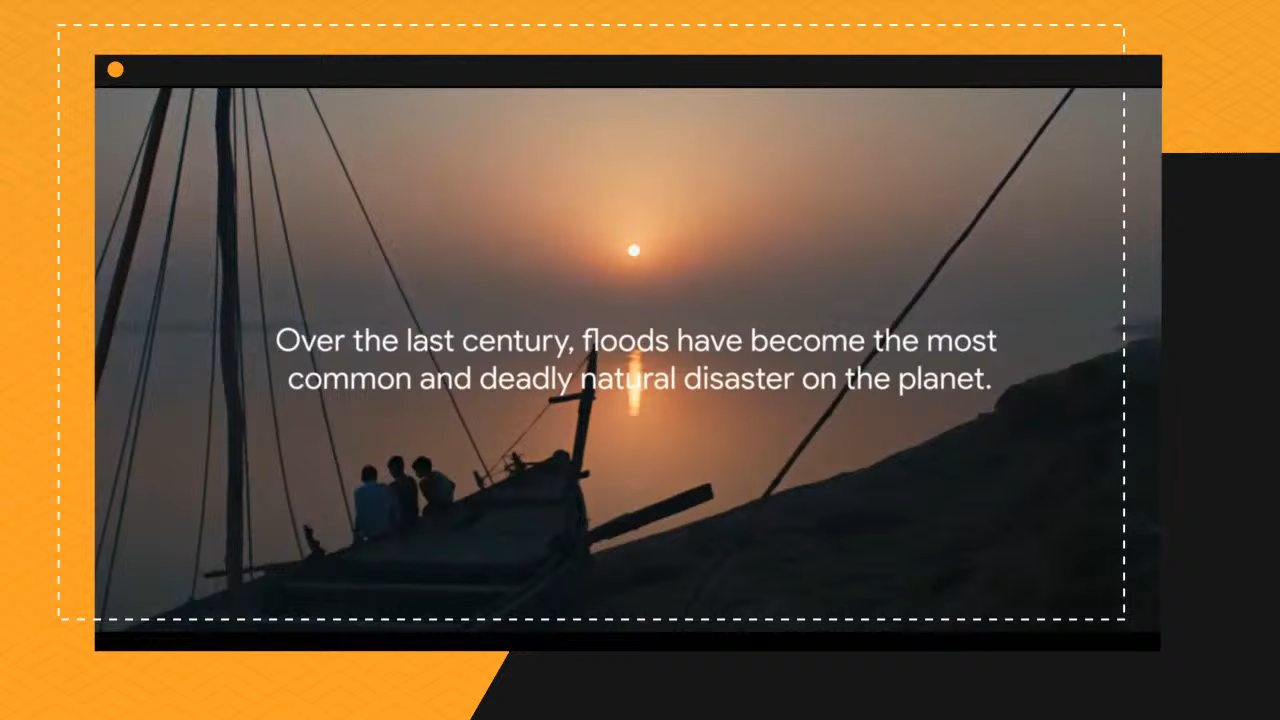 Over the last century, floods have become the most
common and deadly natural disaster on the planet.